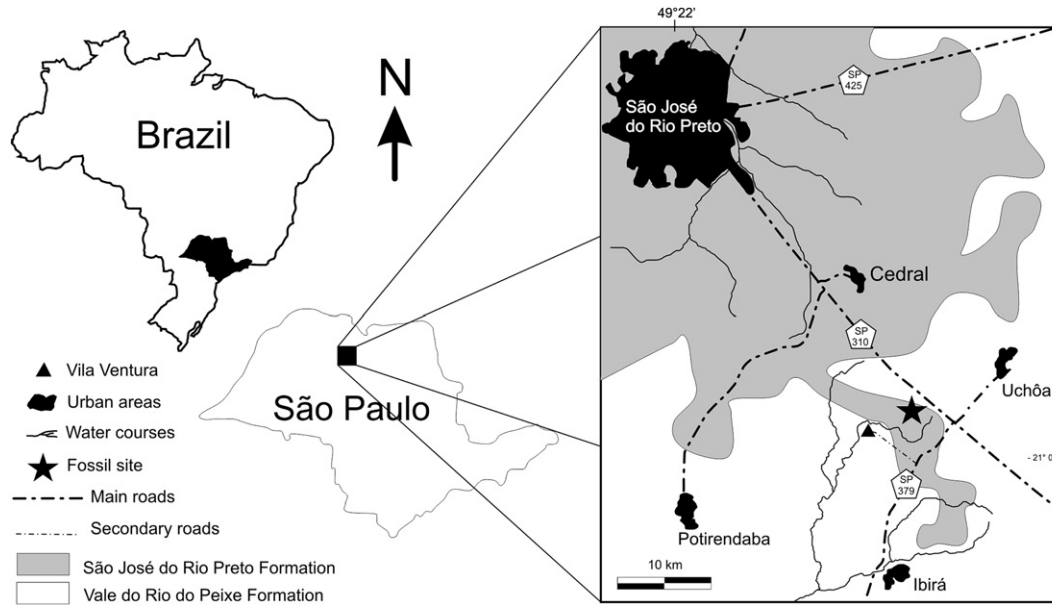 Brazil
N
São Paulo
Vila Ventura
Urban areas
Water courses
Fossil site
Main roads
Secondary roads
São José do Rio Preto Formation
Vale do Rio do Peixe Formation
49°22'
São José
do Rio Preto
SP
425
Cedral
SP
310
Uchôa
- 21° 0
SP
379
Potirendaba
10 km
Ibirá